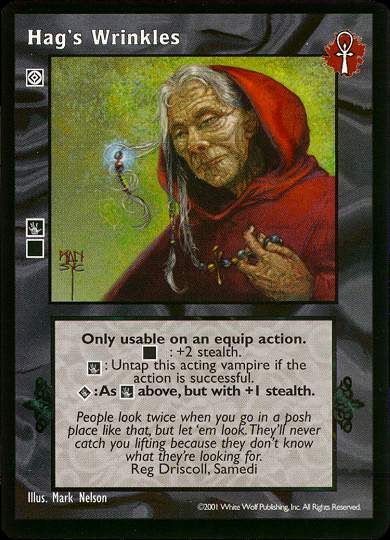 Hag's Wrinkles
Only usable on an equip action.
: +2 stealth.
: Untap this acting vampire if the
action is successful.
:As above, but with +1 stealth.
People look twice when you go in a posh
place like that, but let 'em look. They'll never
catch you lifting because they don't know
what they're looking for.
Reg Driscoll, Samedi
Illus. Mark Nelson
©2001 White Wolf Publishing, Inc. All Rights Reserved.